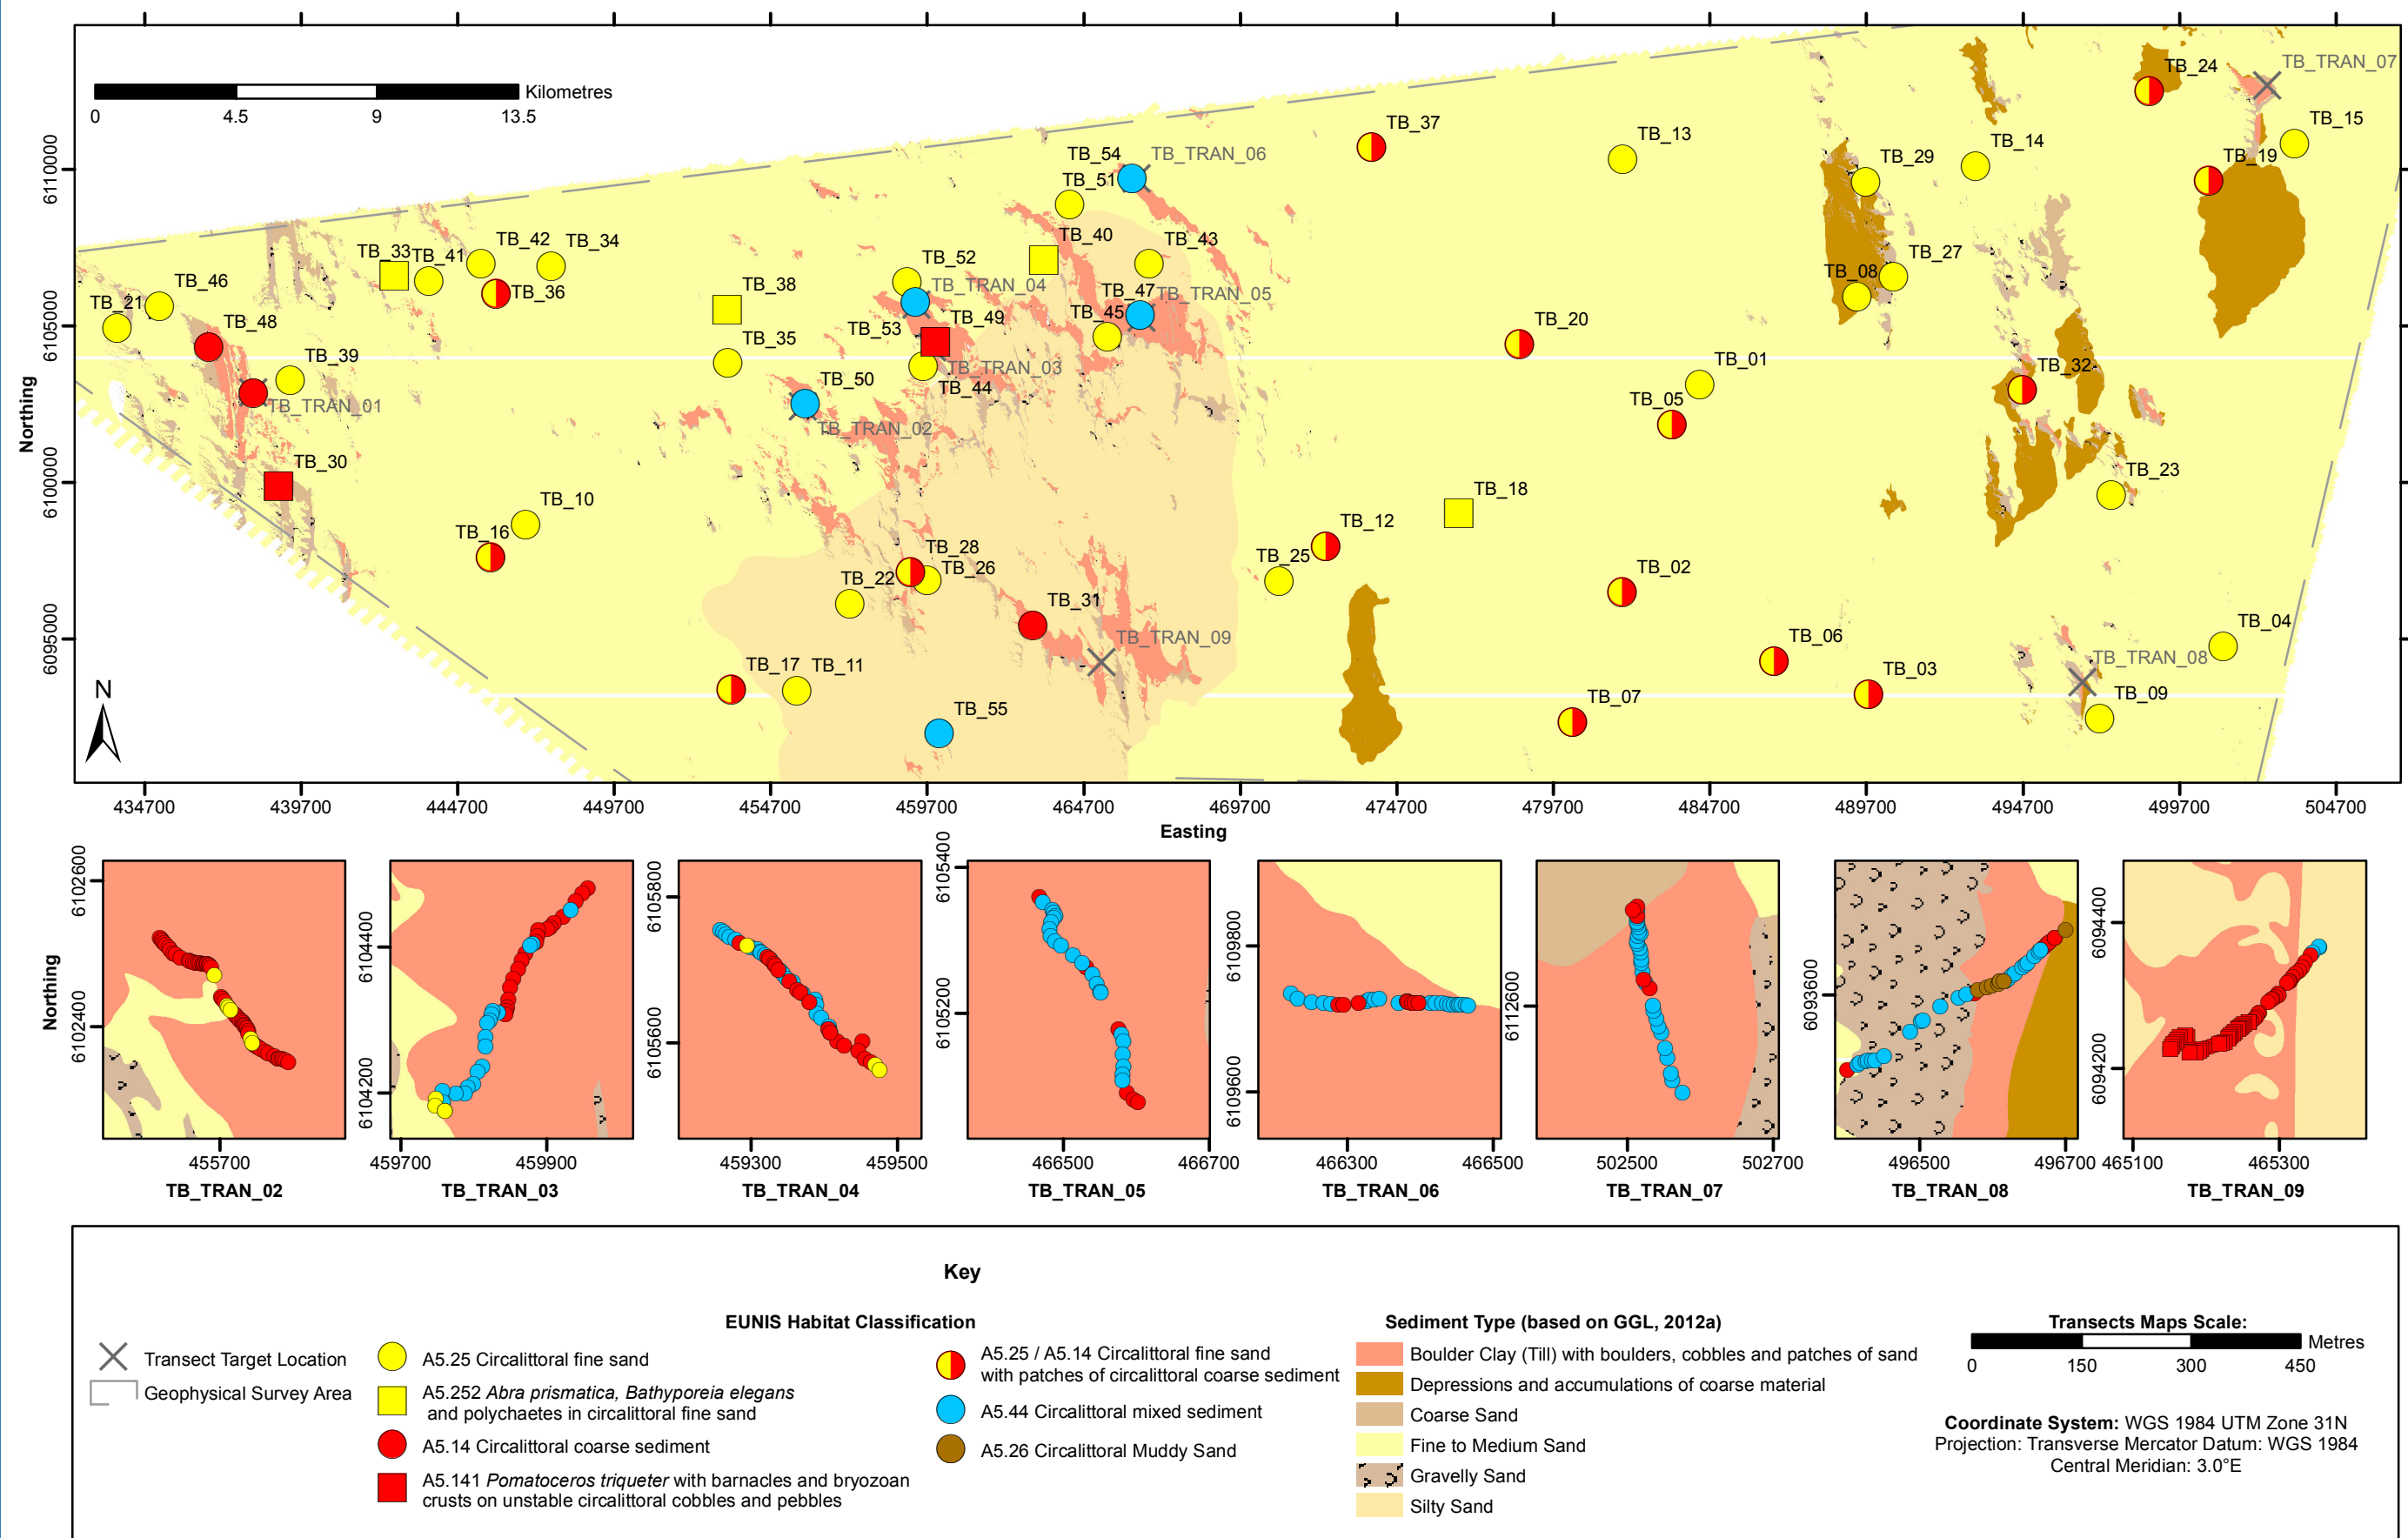 Kilometres
0 4.5 9 13.5
TB_24
TB_TRAN_07
TB_37
TB_13
TB_15
TB_54
TB_TRAN_06
TB_29
TB_14
TB_19
TB_51
TB_42
TB_34
TB_33
TB_41
TB_52
TB_40
TB_43
TB_27
TB_08
TB_46
TB_21
TB_36
TB_38
TB_TRAN_04
TB_47
TB_TRAN_05
TB_48
TB_53
TB_49
TB_45
TB_20
TB_35
TB_39
TB_TRAN_03
TB_01
TB_32
TB_50
TB_44
TB_05
TB_TRAN_01
TB_TRAN_02
TB_30
TB_23
TB_10
TB_18
TB_16
TB_12
TB_28
TB_25
TB_26
TB_22
TB_02
TB_31
TB_TRAN_09
TB_04
TB_06
TB_TRAN_08
TB_17
TB_11
TB_03
TB_07
TB_09
TB_55
N
Northing
6110000
6105000
6100000
6095000
434700 439700 444700 449700 454700 459700 464700 469700 474700 479700 484700 489700 494700 499700 504700
Easting
Northing
6102600
6102400
455700
TB_TRAN_02
6104400
6104200
459700 459900
TB_TRAN_03
6105800
6105600
459300 459500
TB_TRAN_04
6105400
6105200
466500 466700
TB_TRAN_05
6109800
6109600
466300 466500
TB_TRAN_06
6112600
502500 502700
TB_TRAN_07
6093600
496500 496700
TB_TRAN_08
6094400
6094200
465100 465300
TB_TRAN_09
Key
EUNIS Habitat Classification
Transect Target Location
Geophysical Survey Area
A5.25 Circalittoral fine sand
A5.252 Abra prismatica, Bathyporeia elegans
and polychaetes in circalittoral fine sand
A5.14 Circalittoral coarse sediment
A5.141 Pomatoceros triqueter with barnacles and bryozoan
crusts on unstable circalittoral cobbles and pebbles
A5.25 / A5.14 Circalittoral fine sand
with patches of circalittoral coarse sediment
A5.44 Circalittoral mixed sediment
A5.26 Circalittoral Muddy Sand
Sediment Type (based on GGL, 2012a)
Boulder Clay (Till) with boulders, cobbles and patches of sand
Depressions and accumulations of coarse material
Coarse Sand
Fine to Medium Sand
Gravelly Sand
Silty Sand
Transects Maps Scale:
Metres
0 150 300 450
Coordinate System: WGS 1984 UTM Zone 31N
Projection: Transverse Mercator Datum: WGS 1984
Central Meridian: 3.0°E